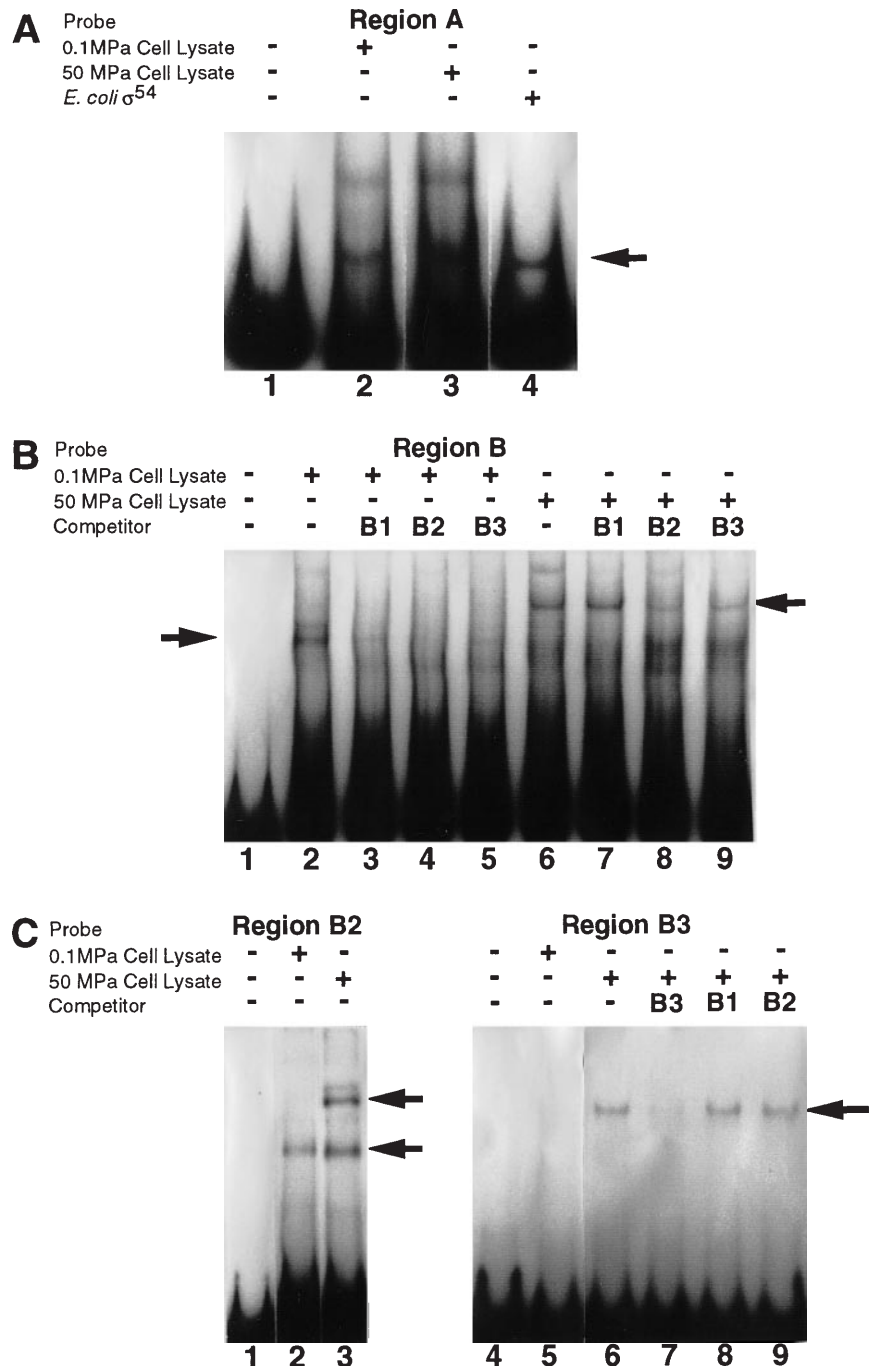 A Probe Region A
0.1MPa Cell Lysate - + - -
50 MPa Cell Lysate - - + -
E. coli σ54 - - - +
1 2 3 4
B Probe Region B
0.1MPa Cell Lysate - + + + + - - - -
50 MPa Cell Lysate - - - - - + + + +
Competitor - - B1 B2 B3 - B1 B2 B3
1 2 3 4 5 6 7 8 9
C Probe Region B2 Region B3
0.1MPa Cell Lysate - + - - + - - - -
50 MPa Cell Lysate - - + - - + + + +
Competitor - - - - - - B3 B1 B2
1 2 3 4 5 6 7 8 9